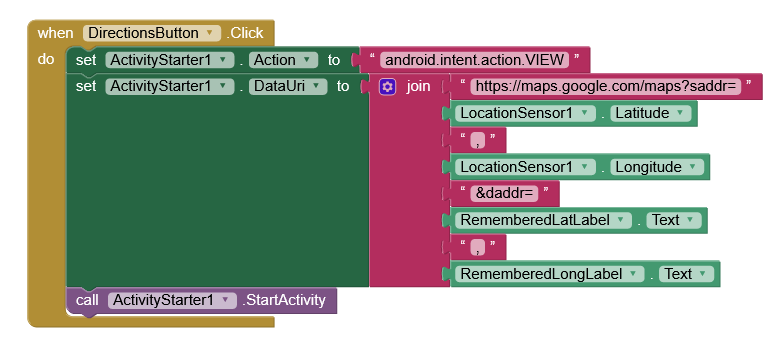 when DirectionsButton . Click
do set ActivityStarter1 . Action to “ android.intent.action.VIEW ”
set ActivityStarter1 . DataUri to join “ https://maps.google.com/maps?saddr= ”
LocationSensor1 . Latitude
“ , ”
LocationSensor1 . Longitude
“ &daddr= ”
RememberedLatLabel . Text
“ , ”
RememberedLongLabel . Text
call ActivityStarter1 .StartActivity